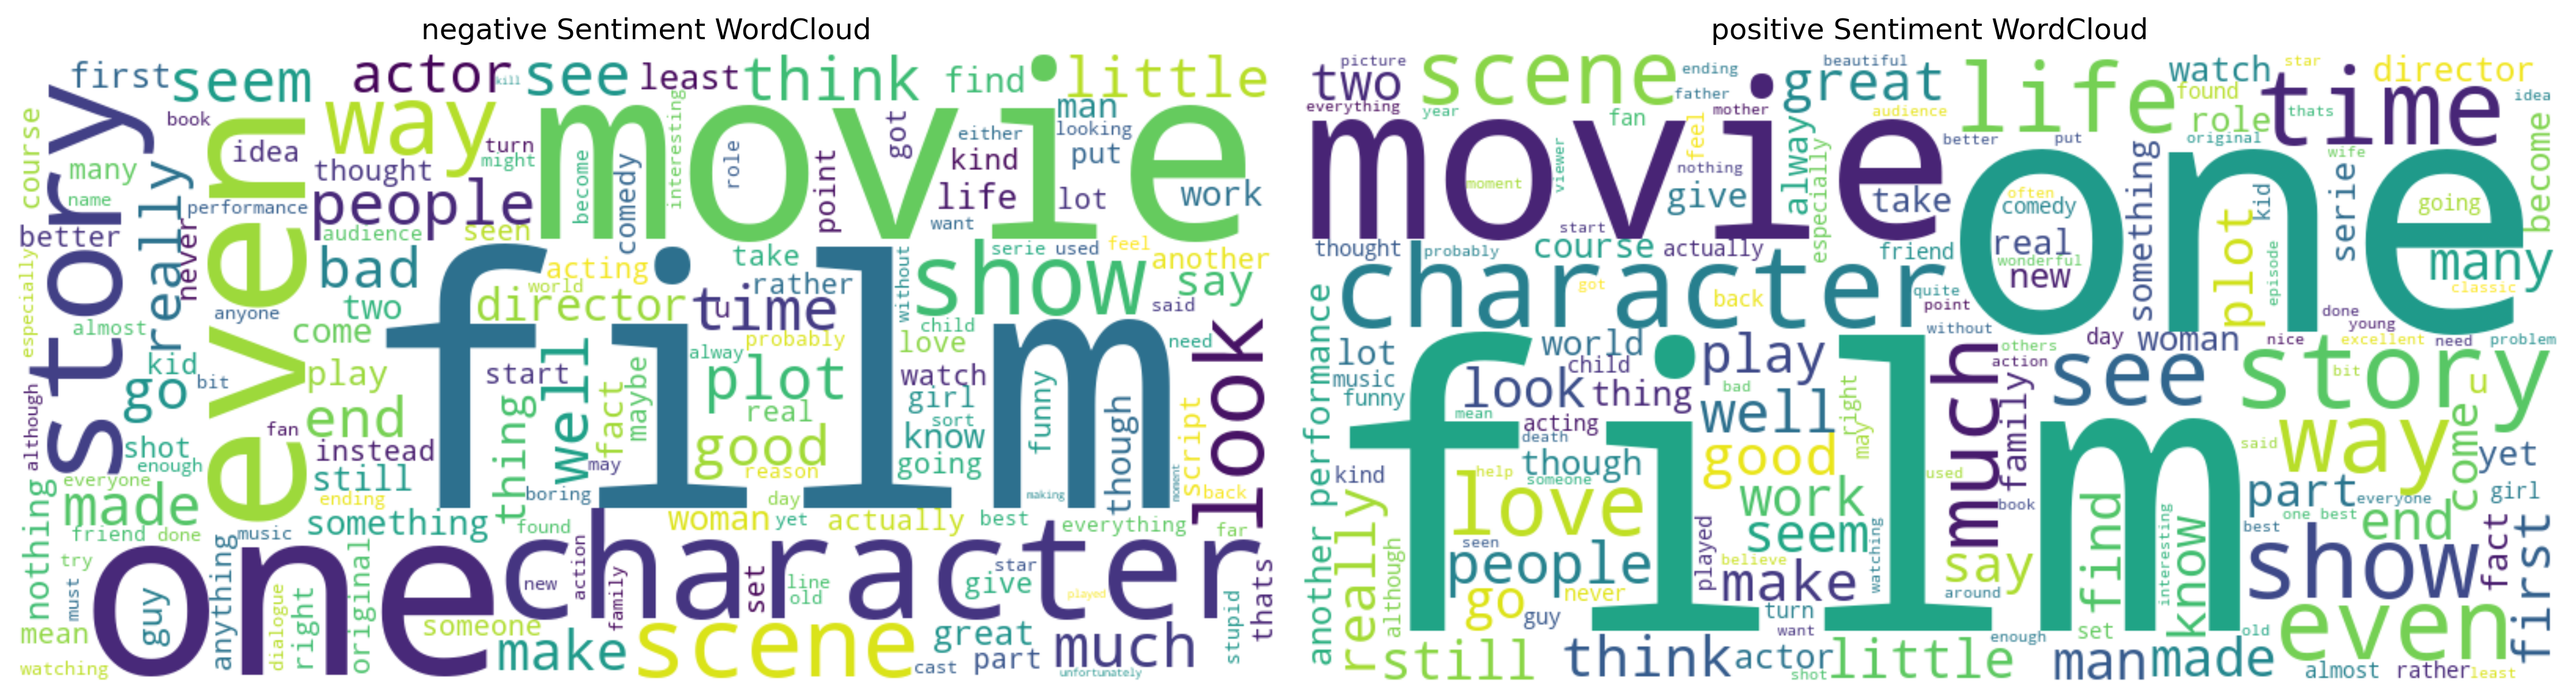 negative Sentiment WordCloud
first seem actor kill see least think find little
story book way movie man
course many idea turn might interesting got either looking
name really thought become comedy role point kind put
performance people life lot work
better never even audience seen want
especially bad acting take show serie used feel another
two world director time u rather without say said
almost anyone come film child
kid play start well fact maybe alway probably plot love need look
although go bit end thing real watch girl funny though script
shot fan instead good know sort
enough still may reason going
nothing everyone made ending boring day making moment back
friend done music something found woman yet actually best everything far
try one character
must guy anything dialogue right original new action family set line old star give played stupid thats
mean someone make scene great much
watching cast part unfortunately
positive Sentiment WordCloud
picture two scene ending beautiful great life watch star director
everything year fan father mother audience found time idea
movie feel alway role thats
moment viewer nothing give especially take better put original become
often comedy one something plot kid serie wife going
thought probably start course actually friend real wonderful new episode many
character got back quite point classic
another performance world without day woman done young
lot child play much others action nice excellent need problem
music look thing bad see story bit u
funny mean acting well right may family
film death though good said way come yet
kind love help someone used book part everyone girl
really work find one best end
although seen played seem watching interesting know best show fact first
people believe make say
go never around
guy turn set old even
still think want actor shot little enough man made almost rather least